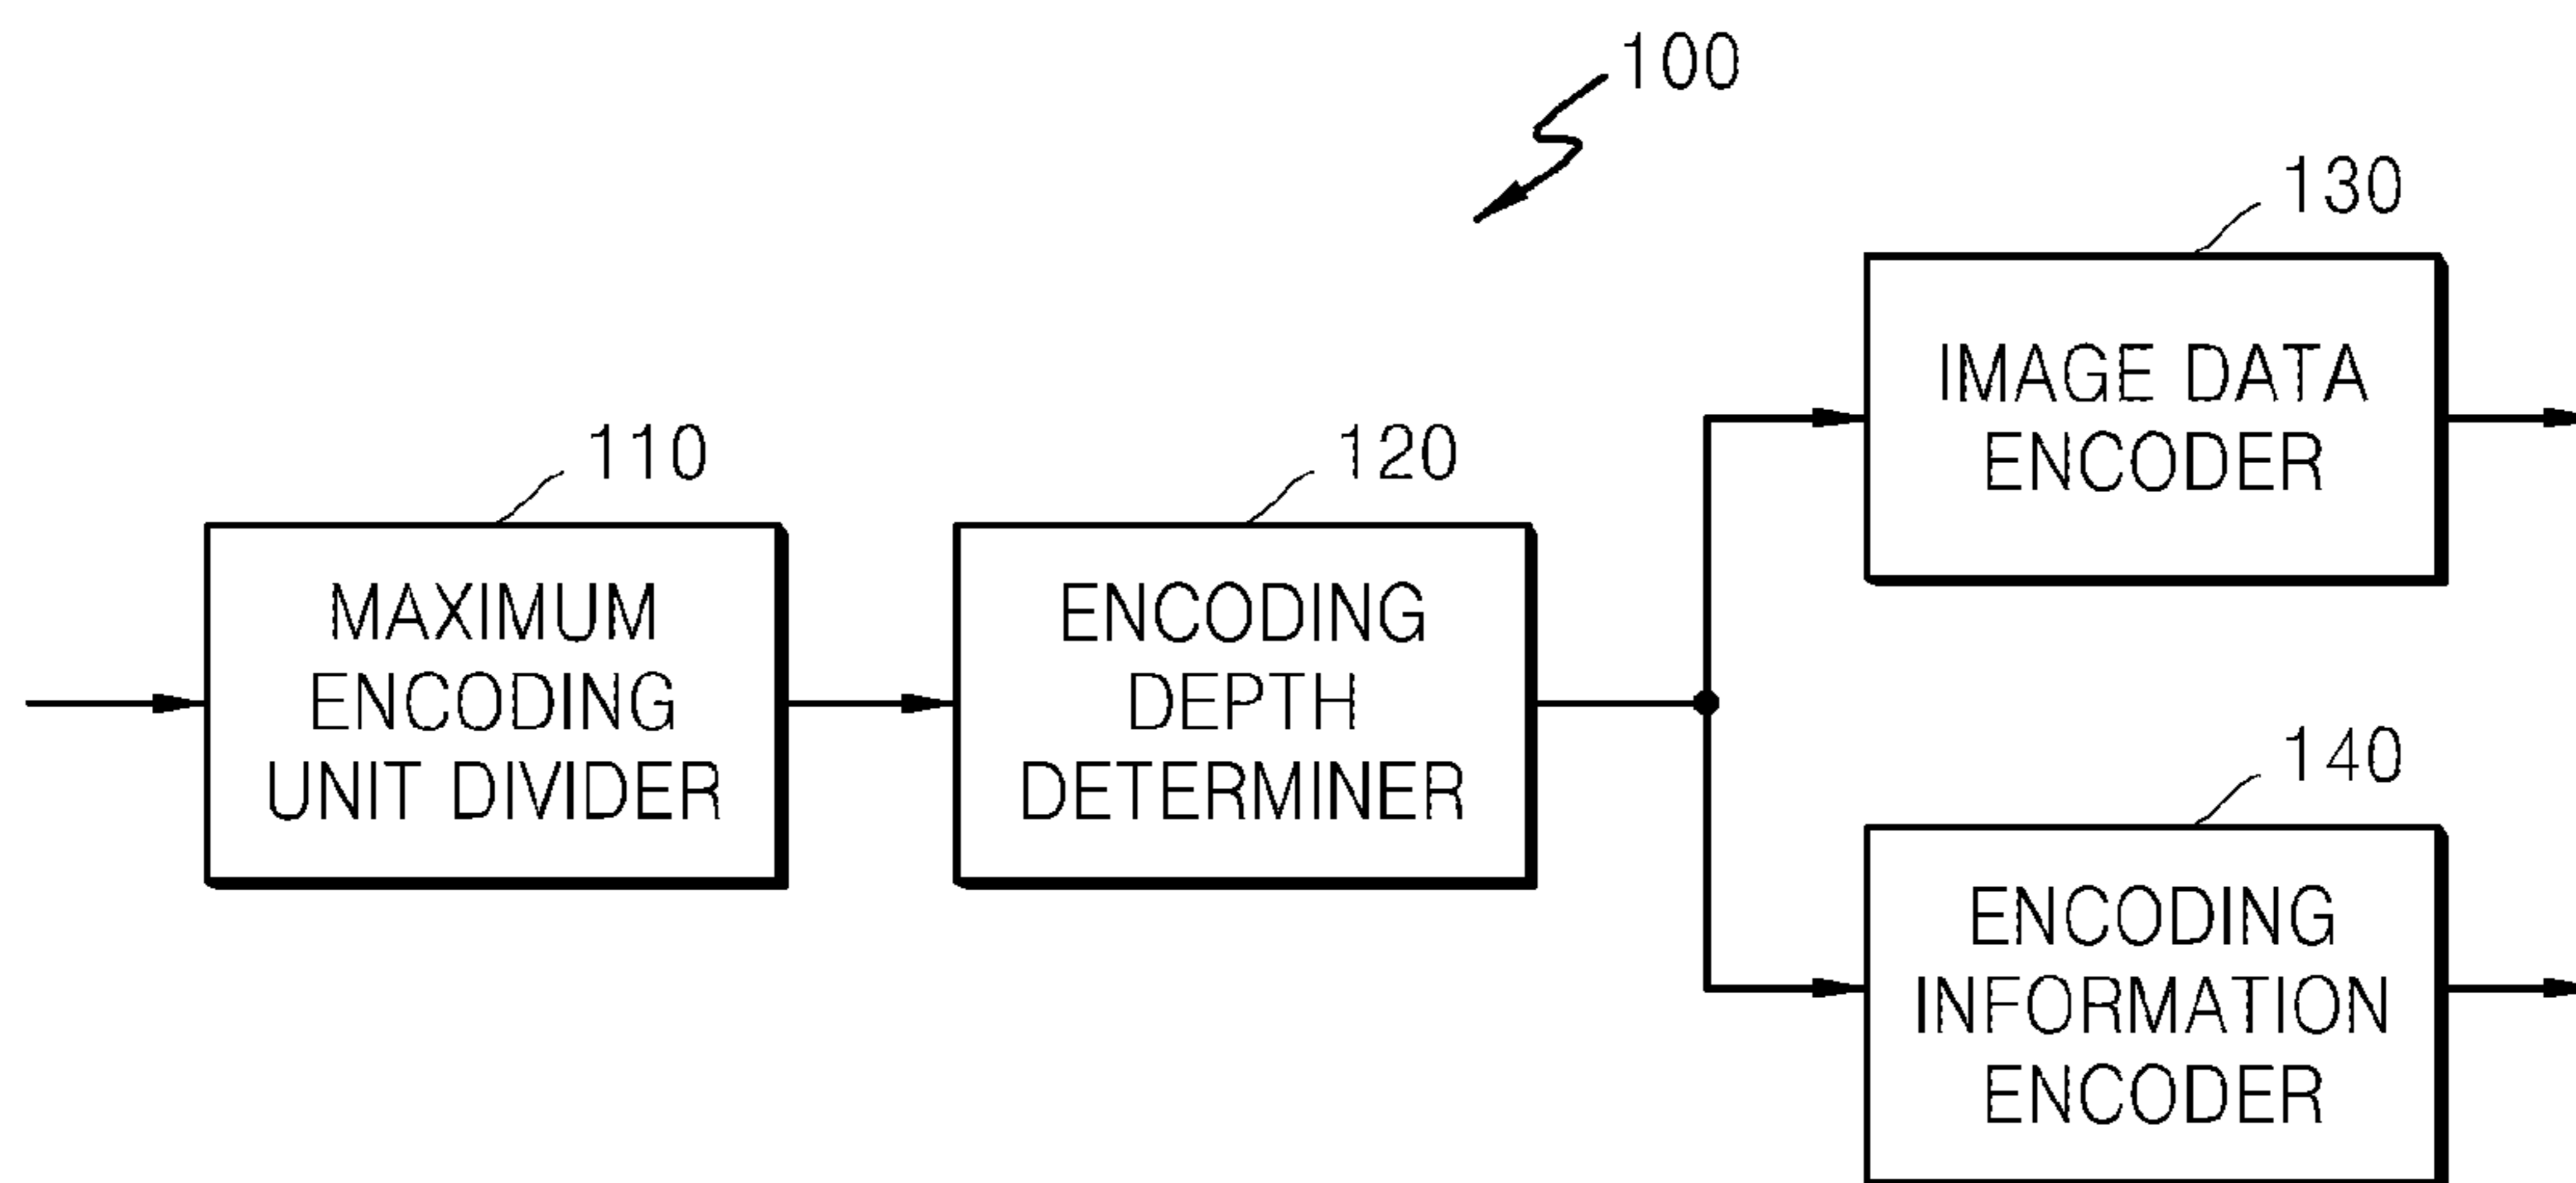 100
110
MAXIMUM
ENCODING
UNIT DIVIDER
120
ENCODING
DEPTH
DETERMINER
130
IMAGE DATA
ENCODER
140
ENCODING
INFORMATION
ENCODER